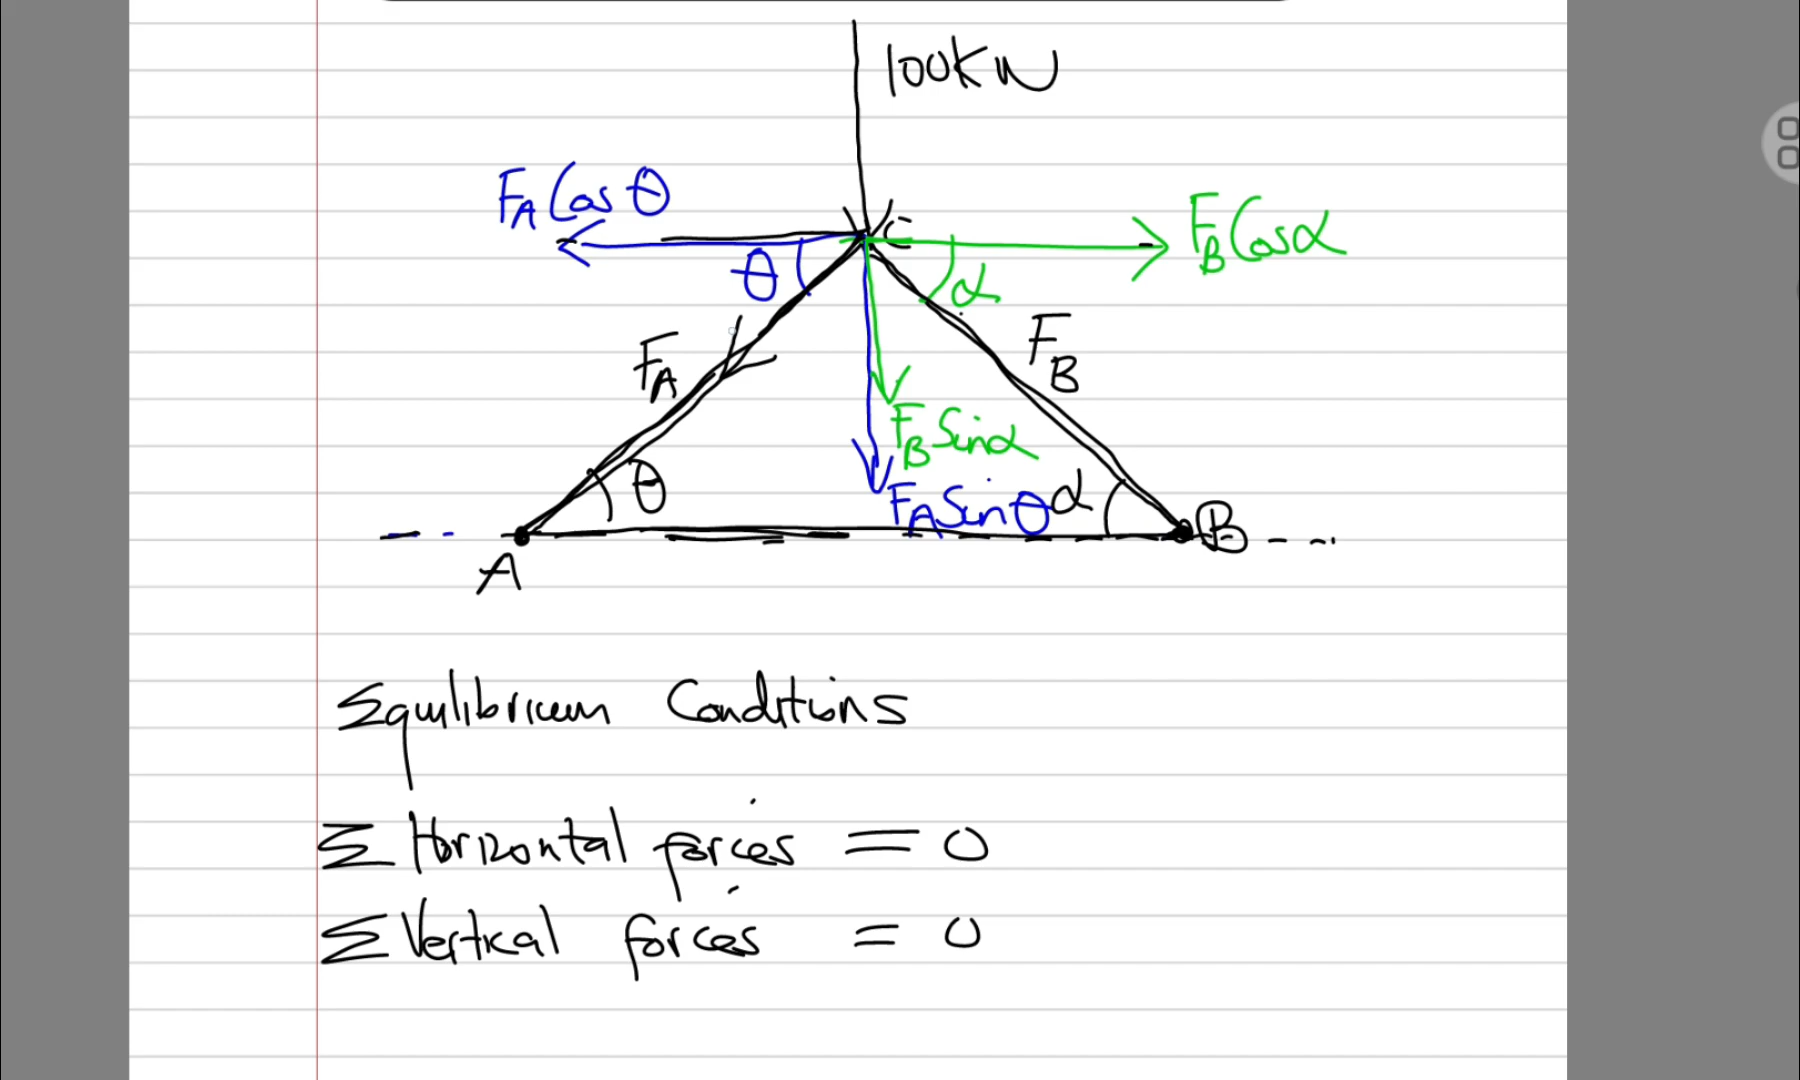 100KN
FA Cos θ
C
FB Cos α
θ
α
FA
FB
FB Sin α
θ
FA Sin θ
α
A
B
Equilibrium Conditions
Σ Horizontal forces = 0
Σ Vertical forces = 0